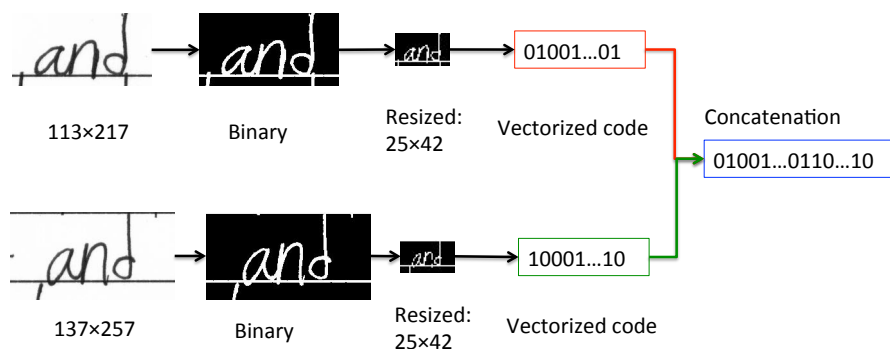 ,and
,and
,and
01001...01
113×217
Binary
Resized:
25×42
Vectorized code
Concatenation
01001...0110...10
,and
,and
,and
10001...10
137×257
Binary
Resized:
25×42
Vectorized code